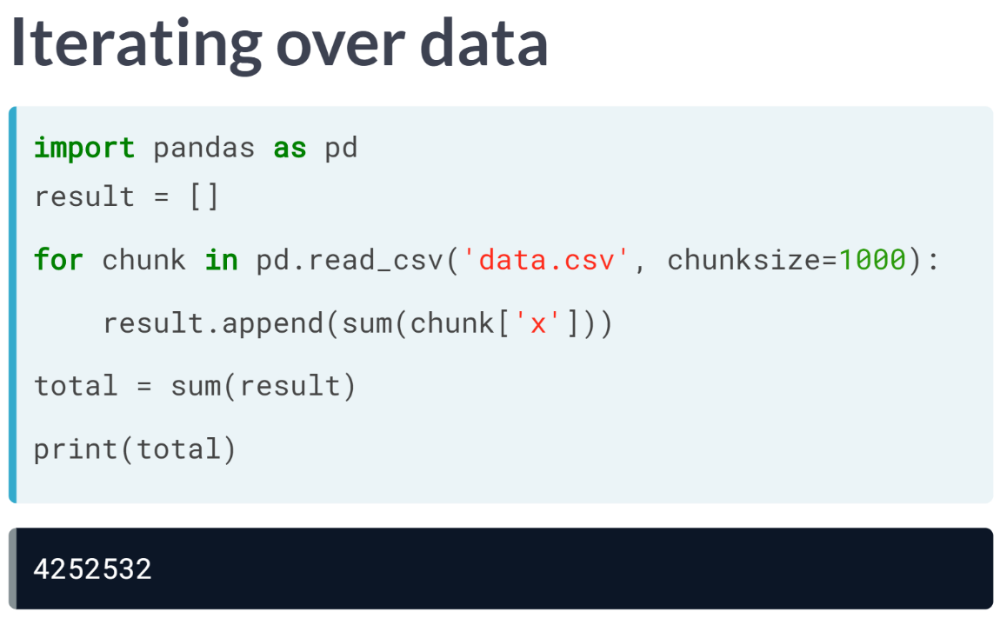 Iterating over data
import pandas as pd
result = []
for chunk in pd.read_csv('data.csv', chunksize=1000):
    result.append(sum(chunk['x']))
total = sum(result)
print(total)
4252532